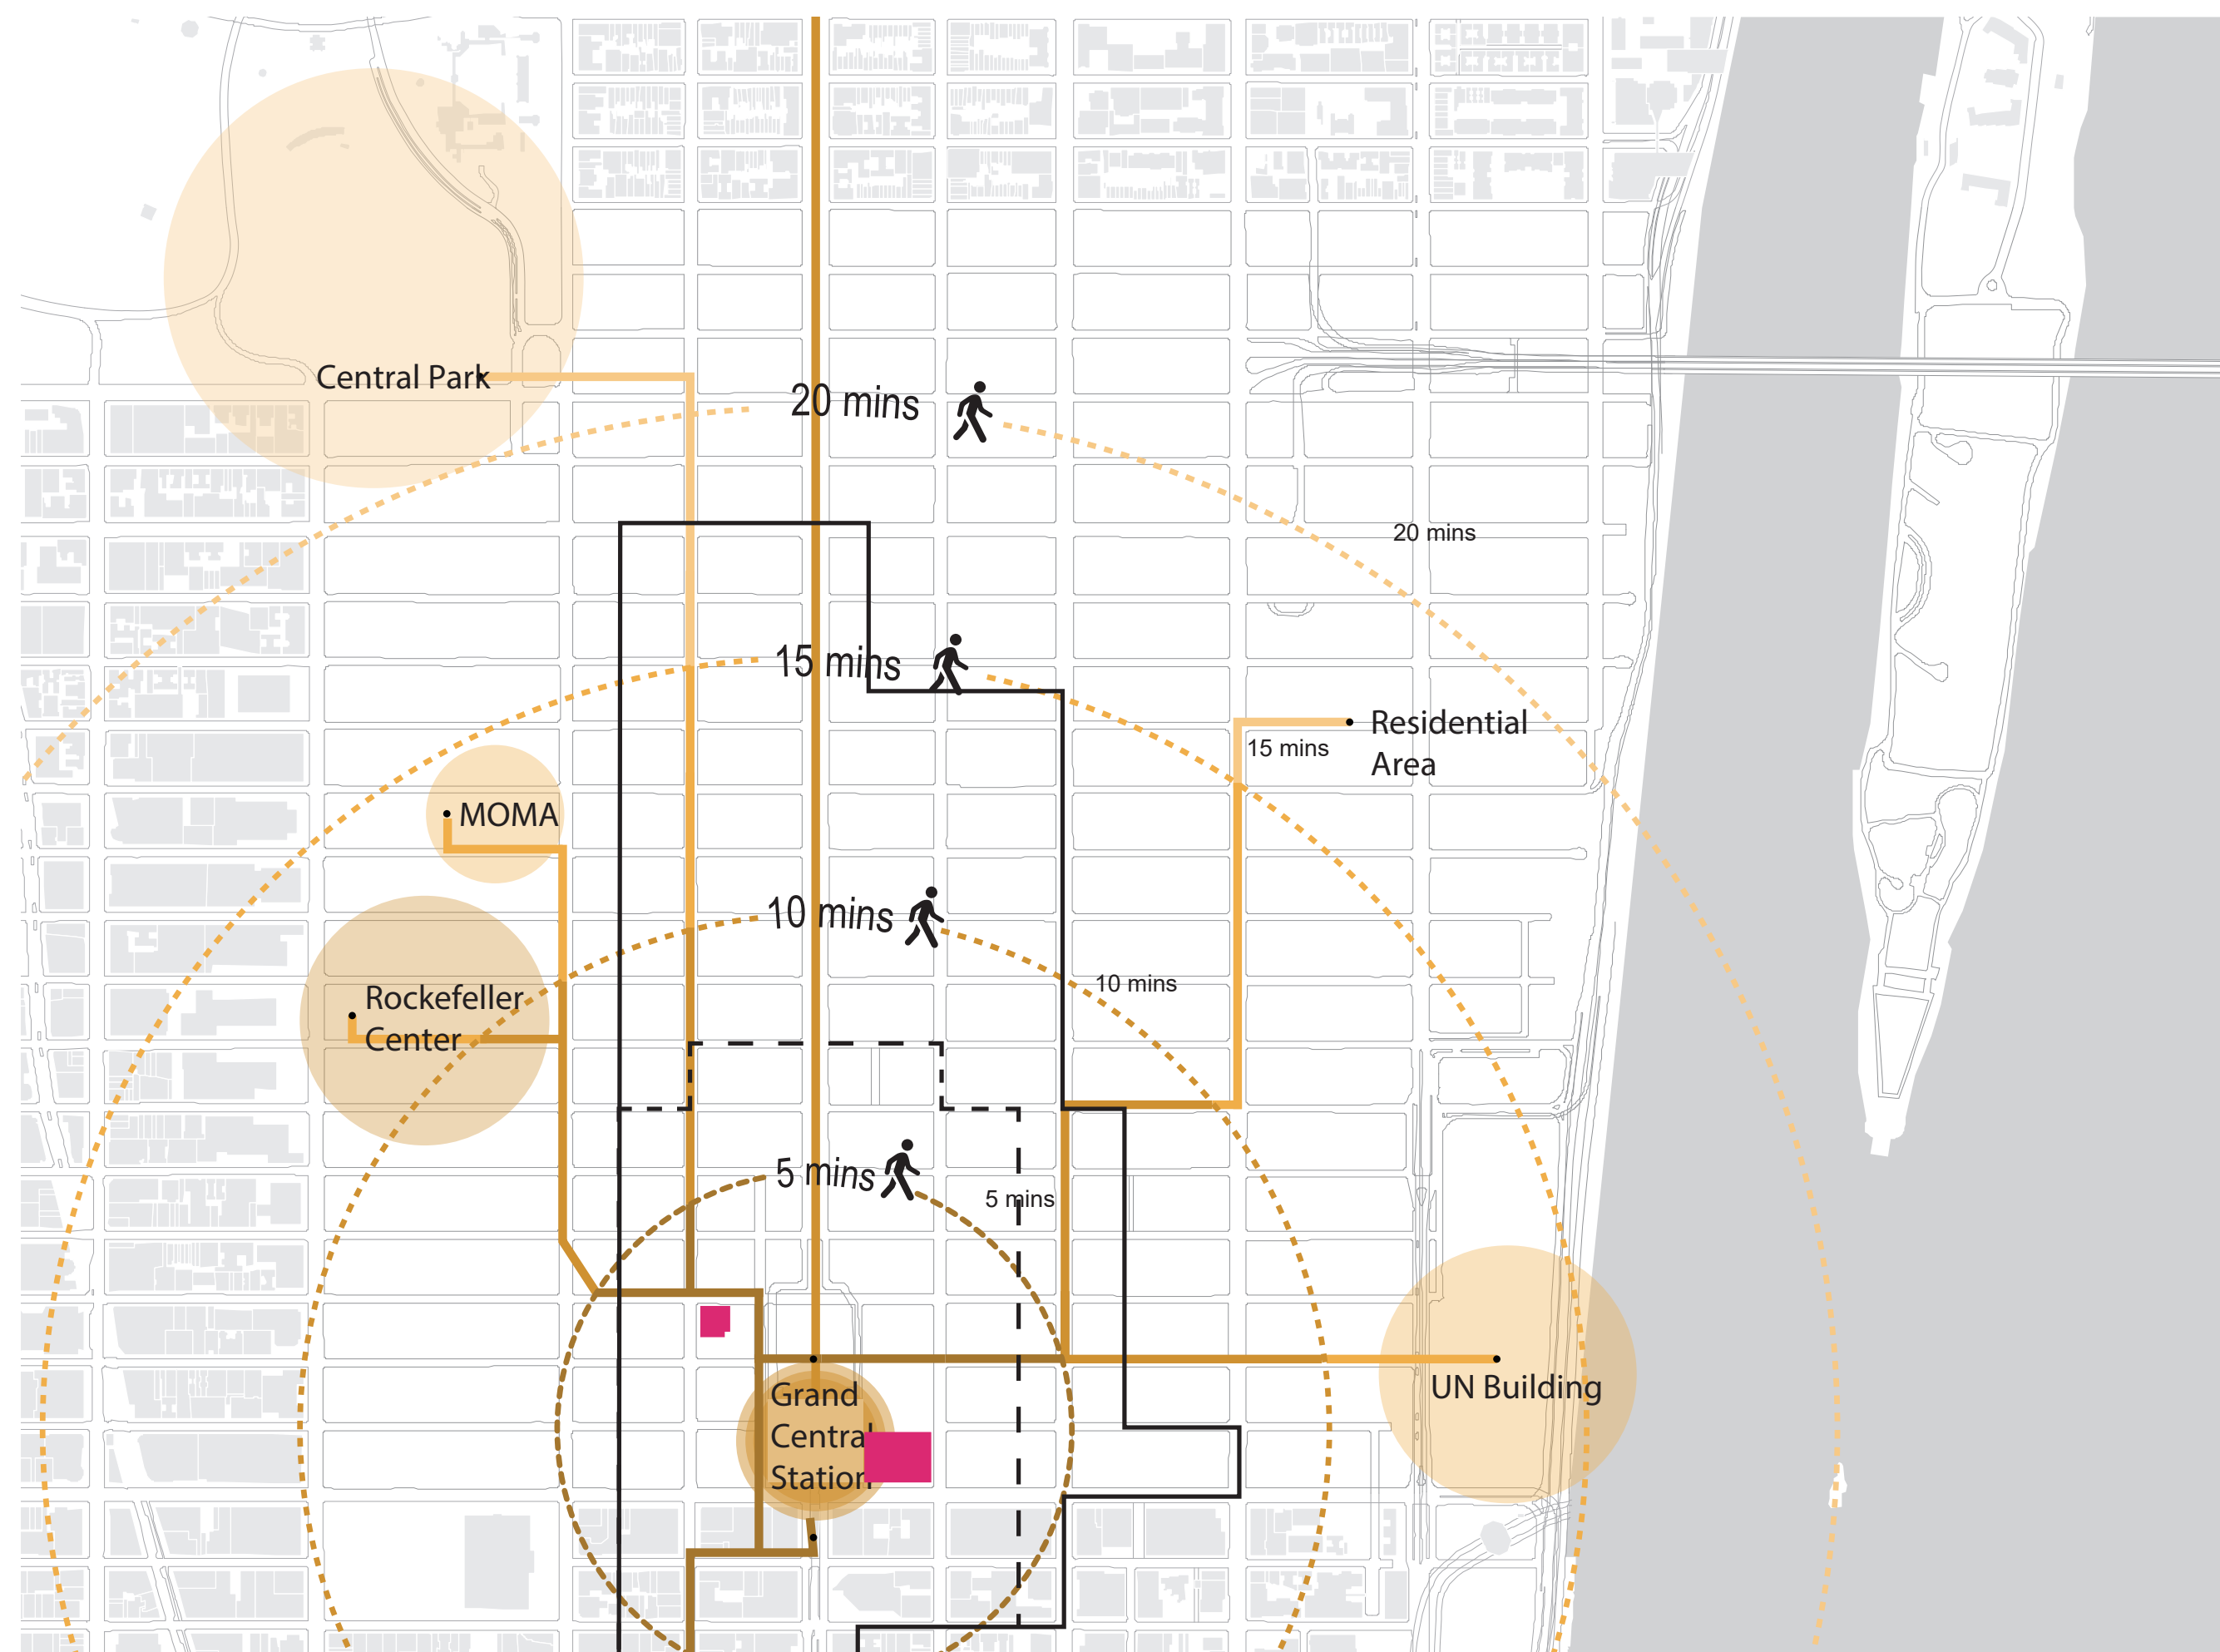 Central Park
20 mins
20 mins
15 mins
Residential
Area
15 mins
MOMA
10 mins
10 mins
Rockefeller
Center
5 mins
5 mins
Grand
Central
Station
UN Building